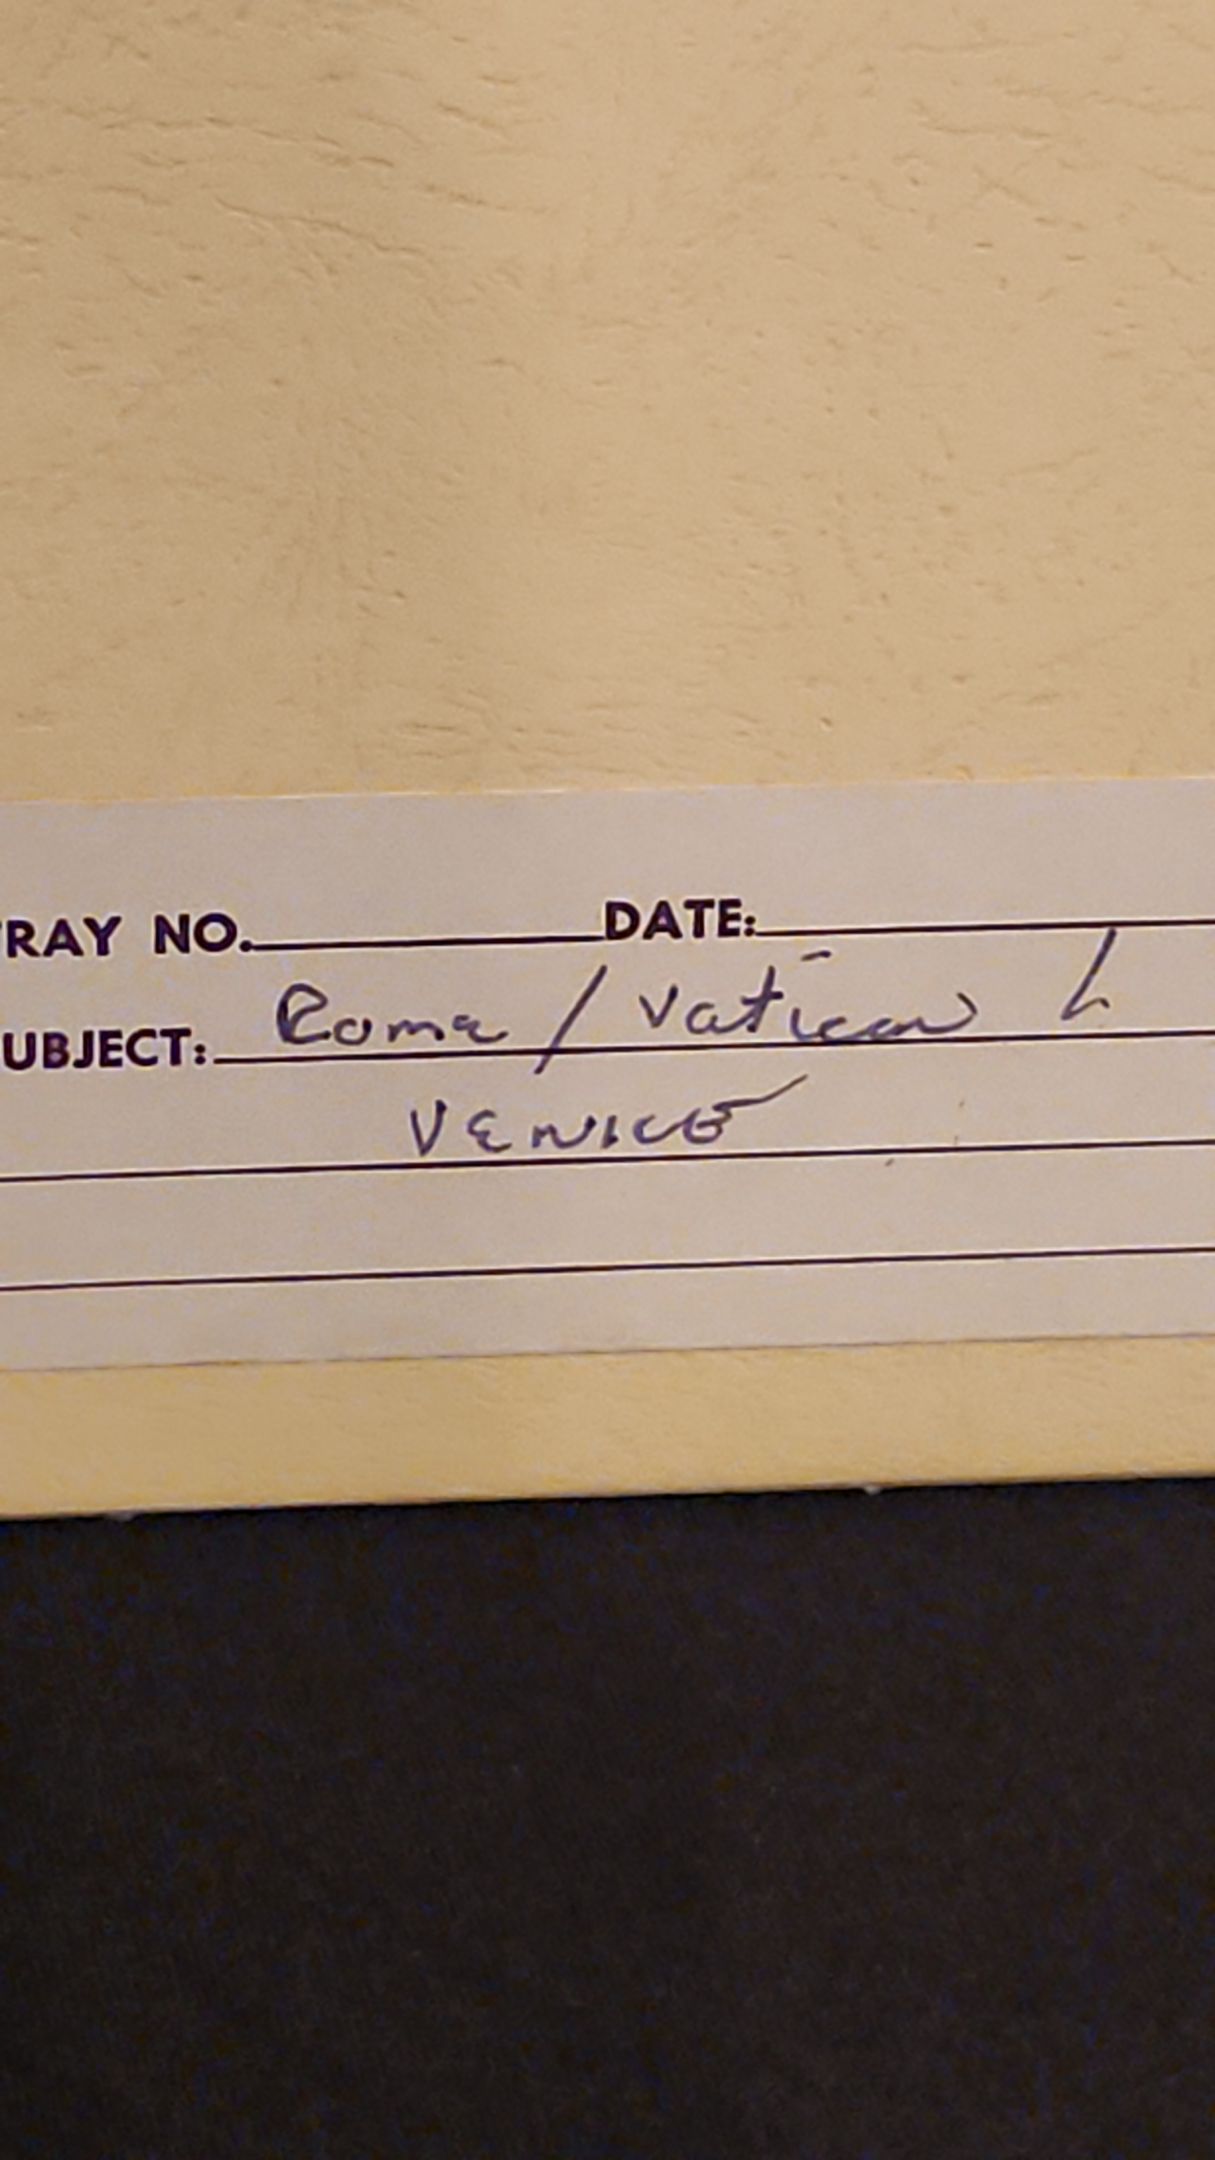 RAY NO. DATE:
UBJECT: Roma / Vatican /
VENICE